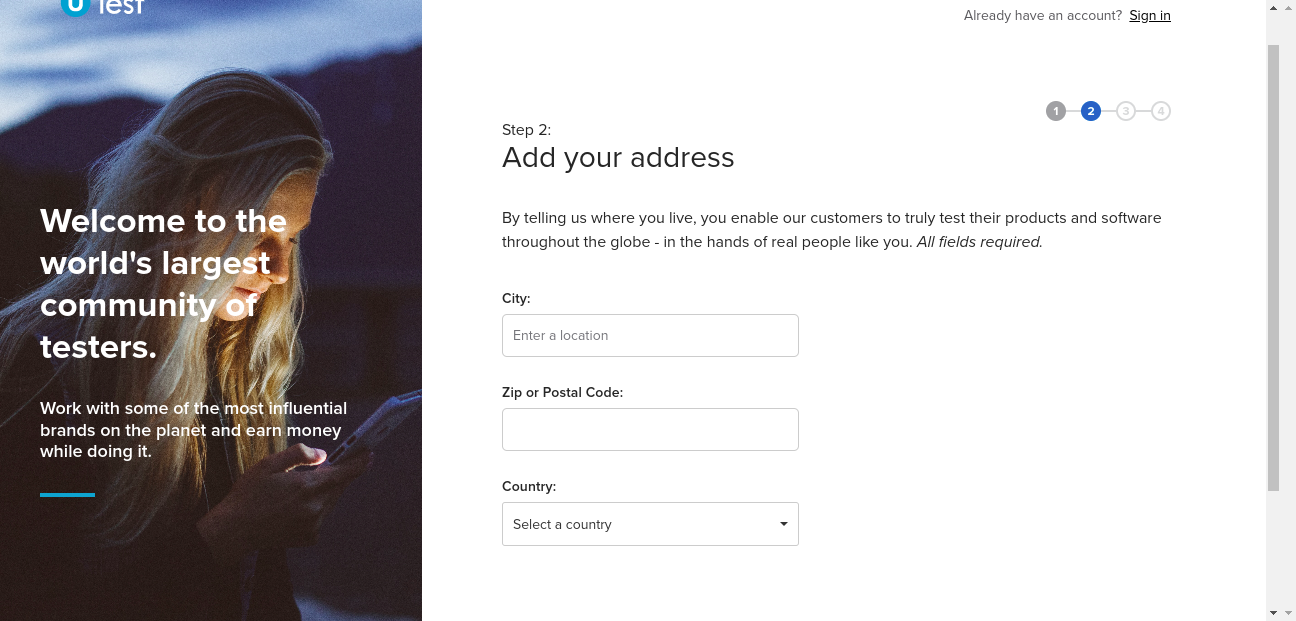 U Test
Already have an account? Sign in
1 2 3 4
Step 2:
Add your address
By telling us where you live, you enable our customers to truly test their products and software
throughout the globe - in the hands of real people like you. All fields required.
City:
Enter a location
Zip or Postal Code:
Country:
Select a country
Welcome to the
world's largest
community of
testers.
Work with some of the most influential
brands on the planet and earn money
while doing it.